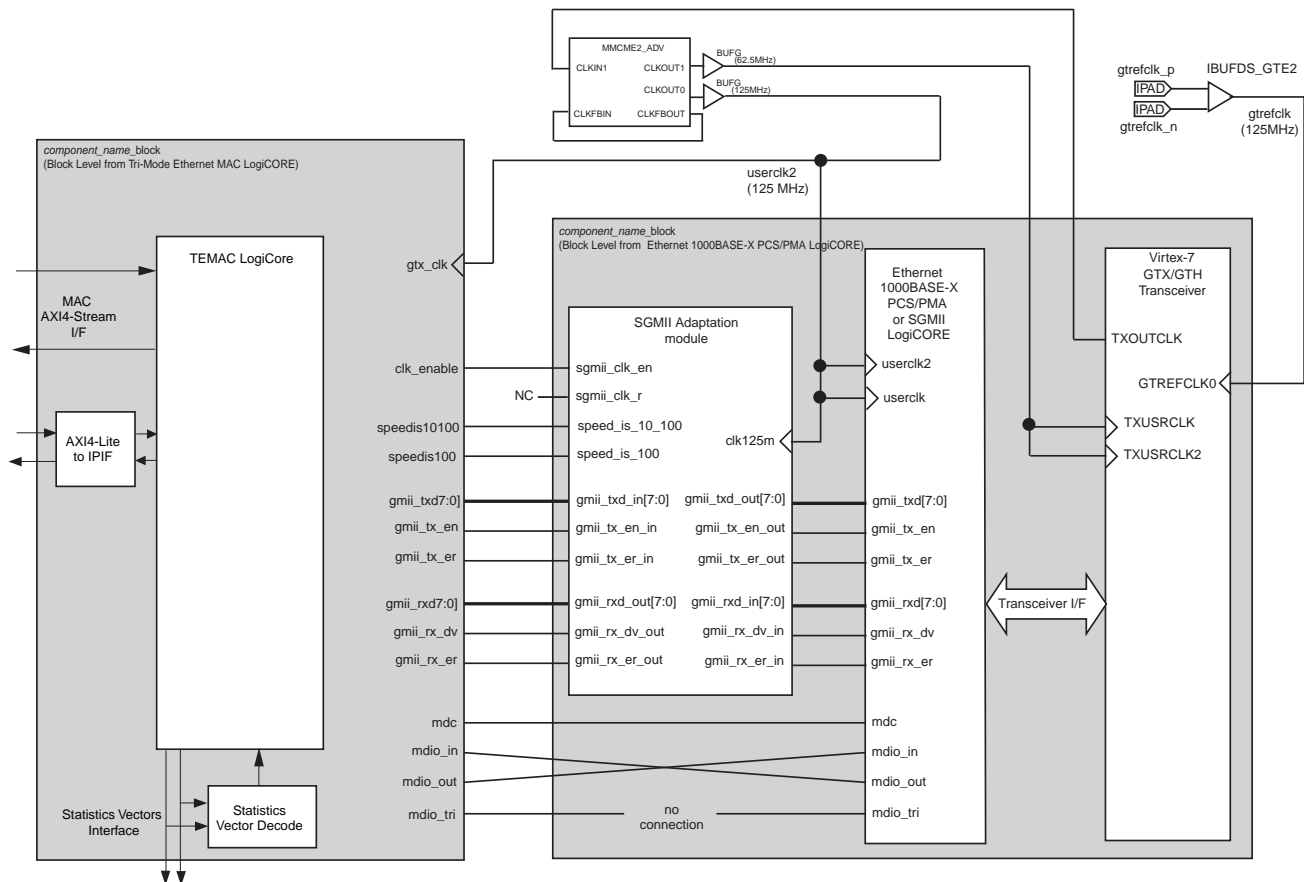 MMCME2_ADV
CLKIN1
CLKOUT1
CLKOUT0
CLKFBIN
CLKFBOUT
BUFG
(62.5MHz)
BUFG
(125MHz)
gtrefclk_p
IPAD
IPAD
gtrefclk_n
IBUFDS_GTE2
gtrefclk
(125MHz)
userclk2
(125 MHz)
component_name_block
(Block Level from Tri-Mode Ethernet MAC LogiCORE)
TEMAC LogiCore
MAC
AXI4-Stream
I/F
AXI4-Lite
to IPIF
Statistics Vectors
Interface
Statistics
Vector Decode
gtx_clk
clk_enable
speedis10100
speedis100
gmii_txd7:0]
gmii_tx_en
gmii_tx_er
gmii_rxd7:0]
gmii_rx_dv
gmii_rx_er
mdc
mdio_in
mdio_out
mdio_tri
component_name_block
(Block Level from Ethernet 1000BASE-X PCS/PMA LogiCORE)
SGMII Adaptation
module
sgmii_clk_en
NC
sgmii_clk_r
speed_is_10_100
speed_is_100
clk125m
gmii_txd_in[7:0]
gmii_tx_en_in
gmii_tx_er_in
gmii_rxd_out[7:0]
gmii_rx_dv_out
gmii_rx_er_out
gmii_txd_out[7:0]
gmii_tx_en_out
gmii_tx_er_out
gmii_rxd_in[7:0]
gmii_rx_dv_in
gmii_rx_er_in
no
connection
Ethernet
1000BASE-X
PCS/PMA
or SGMII
LogiCORE
userclk2
userclk
gmii_txd[7:0]
gmii_tx_en
gmii_tx_er
gmii_rxd[7:0]
gmii_rx_dv
gmii_rx_er
mdc
mdio_in
mdio_out
mdio_tri
Transceiver I/F
Virtex-7
GTX/GTH
Transceiver
TXOUTCLK
GTREFCLK0
TXUSRCLK
TXUSRCLK2